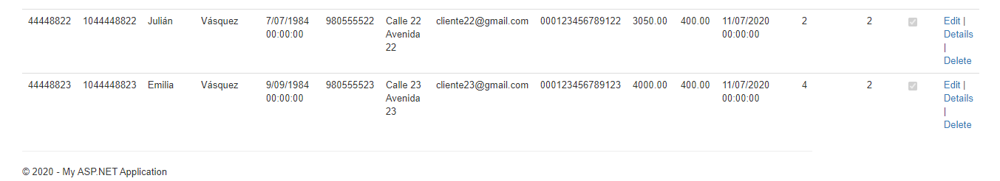 44448822 1044448822 Julián Vásquez 7/07/1984 980555522 Calle 22 cliente22@gmail.com 000123456789122 3050.00 400.00 11/07/2020 2 2 Edit |
00:00:00 Avenida 00:00:00 Details
22 |
Delete
44448823 1044448823 Emilia Vásquez 9/09/1984 980555523 Calle 23 cliente23@gmail.com 000123456789123 4000.00 400.00 11/07/2020 4 2 Edit |
00:00:00 Avenida 00:00:00 Details
23 |
Delete
© 2020 - My ASP.NET Application